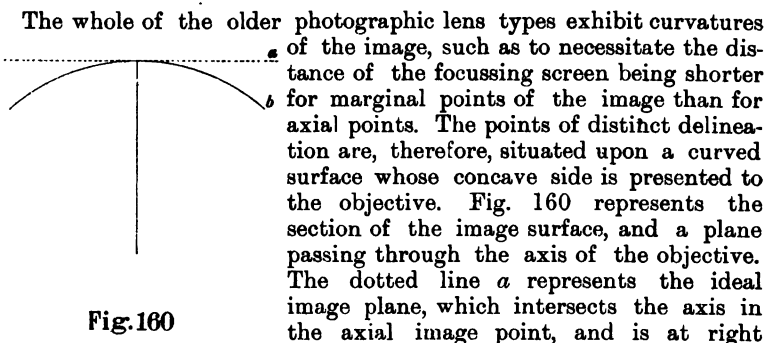 The whole of the older photographic lens types exhibit curvatures
a of the image, such as to necessitate the dis-
tance of the focussing screen being shorter
b for marginal points of the image than for
axial points. The points of distinct delinea-
tion are, therefore, situated upon a curved
surface whose concave side is presented to
the objective. Fig. 160 represents the
section of the image surface, and a plane
passing through the axis of the objective.
The dotted line a represents the ideal
image plane, which intersects the axis in
the axial image point, and is at right
Fig. 160